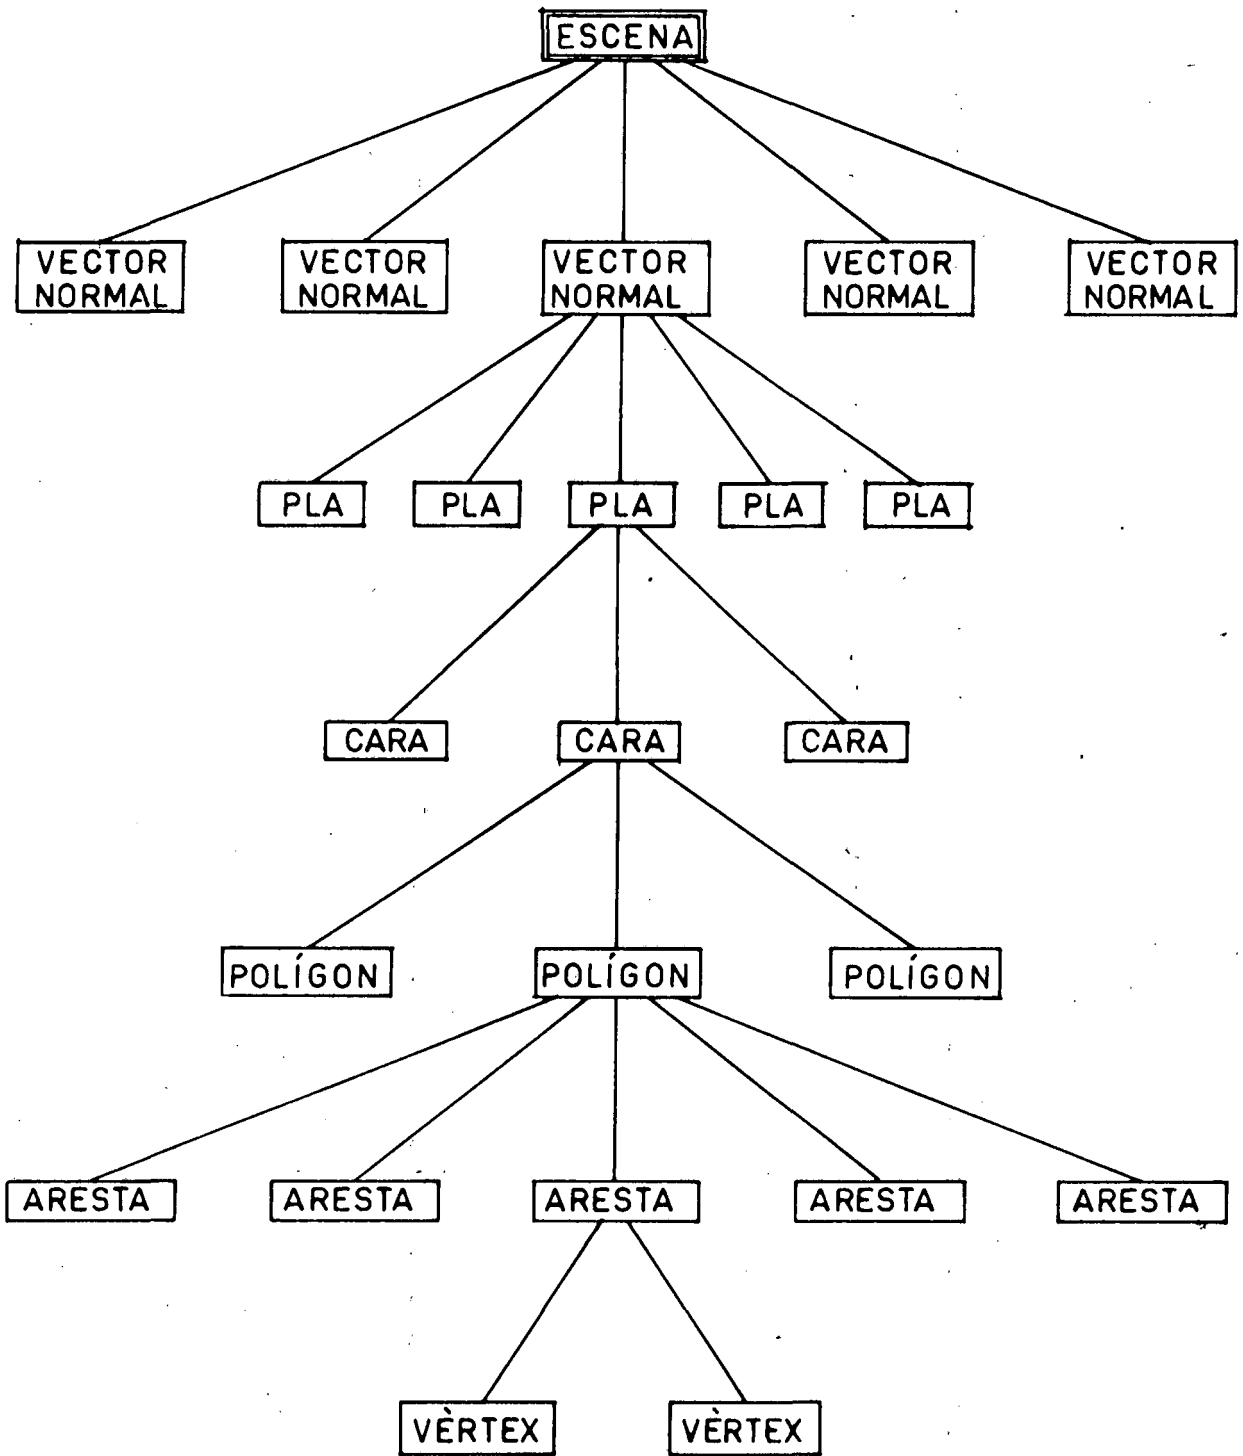 ESCENA
VECTOR
NORMAL
VECTOR
NORMAL
VECTOR
NORMAL
VECTOR
NORMAL
VECTOR
NORMAL
PLA
PLA
PLA
PLA
PLA
CARA
CARA
CARA
POLÍGON
POLÍGON
POLÍGON
ARESTA
ARESTA
ARESTA
ARESTA
ARESTA
VÈRTEX
VÈRTEX